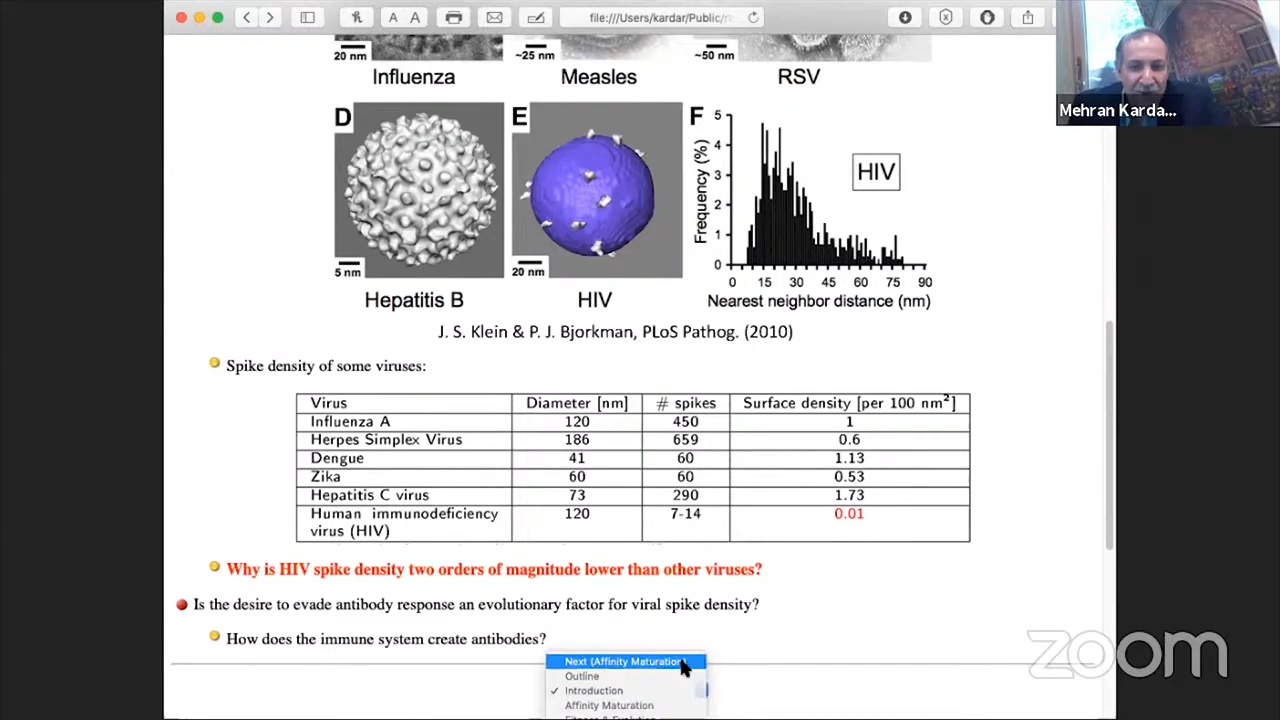 A A
file:///Users/kardar/Public/
Mehran Karda...
20 nm
~25 nm
~50 nm
Influenza
Measles
RSV
D
E
F
5
4
3
2
1
0
Frequency (%)
HIV
0 15 30 45 60 75 90
5 nm
20 nm
Hepatitis B
HIV
Nearest neighbor distance (nm)
J. S. Klein & P. J. Bjorkman, PLoS Pathog. (2010)
Spike density of some viruses:
Virus Diameter [nm] # spikes Surface density [per 100 nm²]
Influenza A 120 450 1
Herpes Simplex Virus 186 659 0.6
Dengue 41 60 1.13
Zika 60 60 0.53
Hepatitis C virus 73 290 1.73
Human immunodeficiency 120 7-14 0.01
virus (HIV)
Why is HIV spike density two orders of magnitude lower than other viruses?
Is the desire to evade antibody response an evolutionary factor for viral spike density?
How does the immune system create antibodies?
Next (Affinity Maturation)
Outline
✓ Introduction
Affinity Maturation
zoom